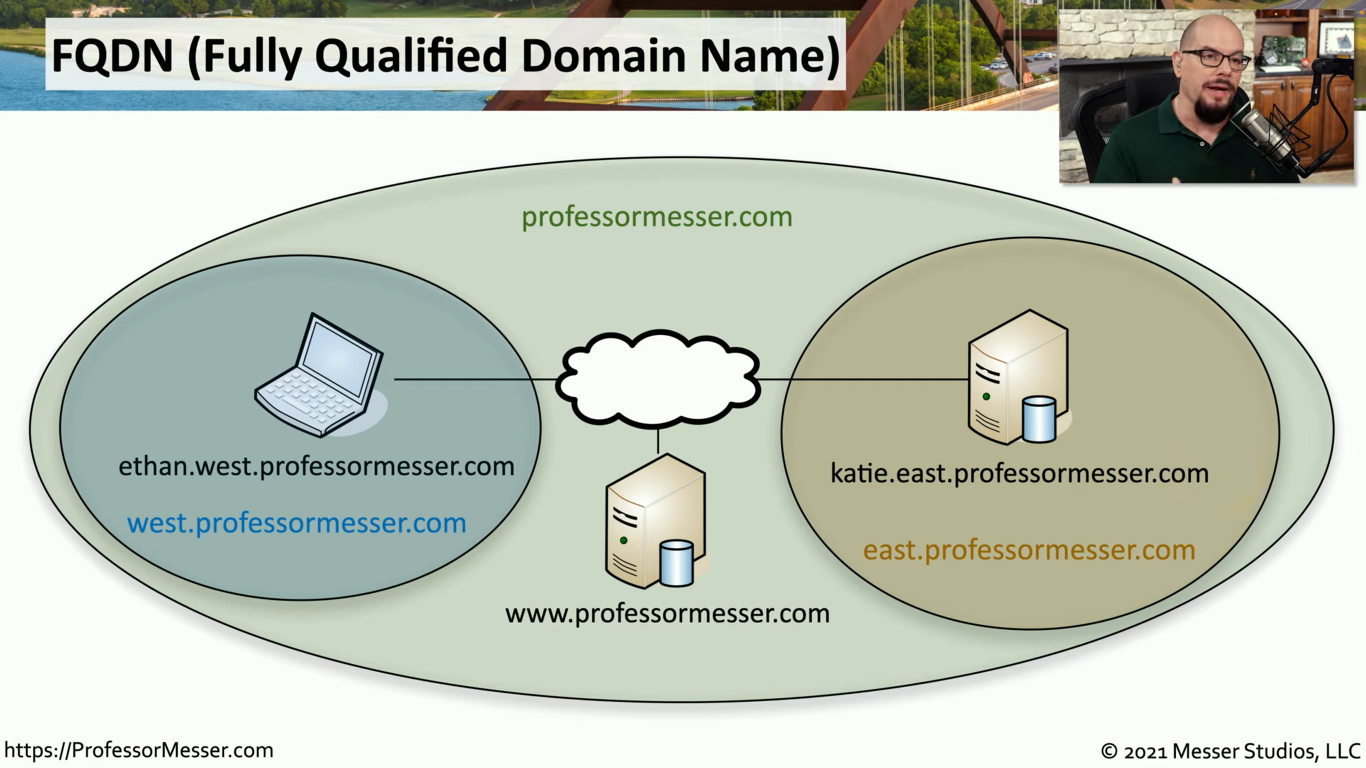 FQDN (Fully Qualified Domain Name)
professormesser.com
ethan.west.professormesser.com
west.professormesser.com
www.professormesser.com
katie.east.professormesser.com
east.professormesser.com
https://ProfessorMesser.com
© 2021 Messer Studios, LLC